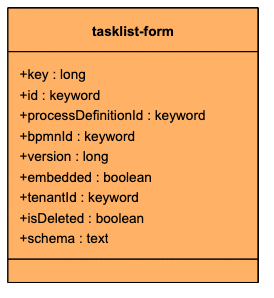 tasklist-form
+key : long
+id : keyword
+processDefinitionId : keyword
+bpmnId : keyword
+version : long
+embedded : boolean
+tenantId : keyword
+isDeleted : boolean
+schema : text